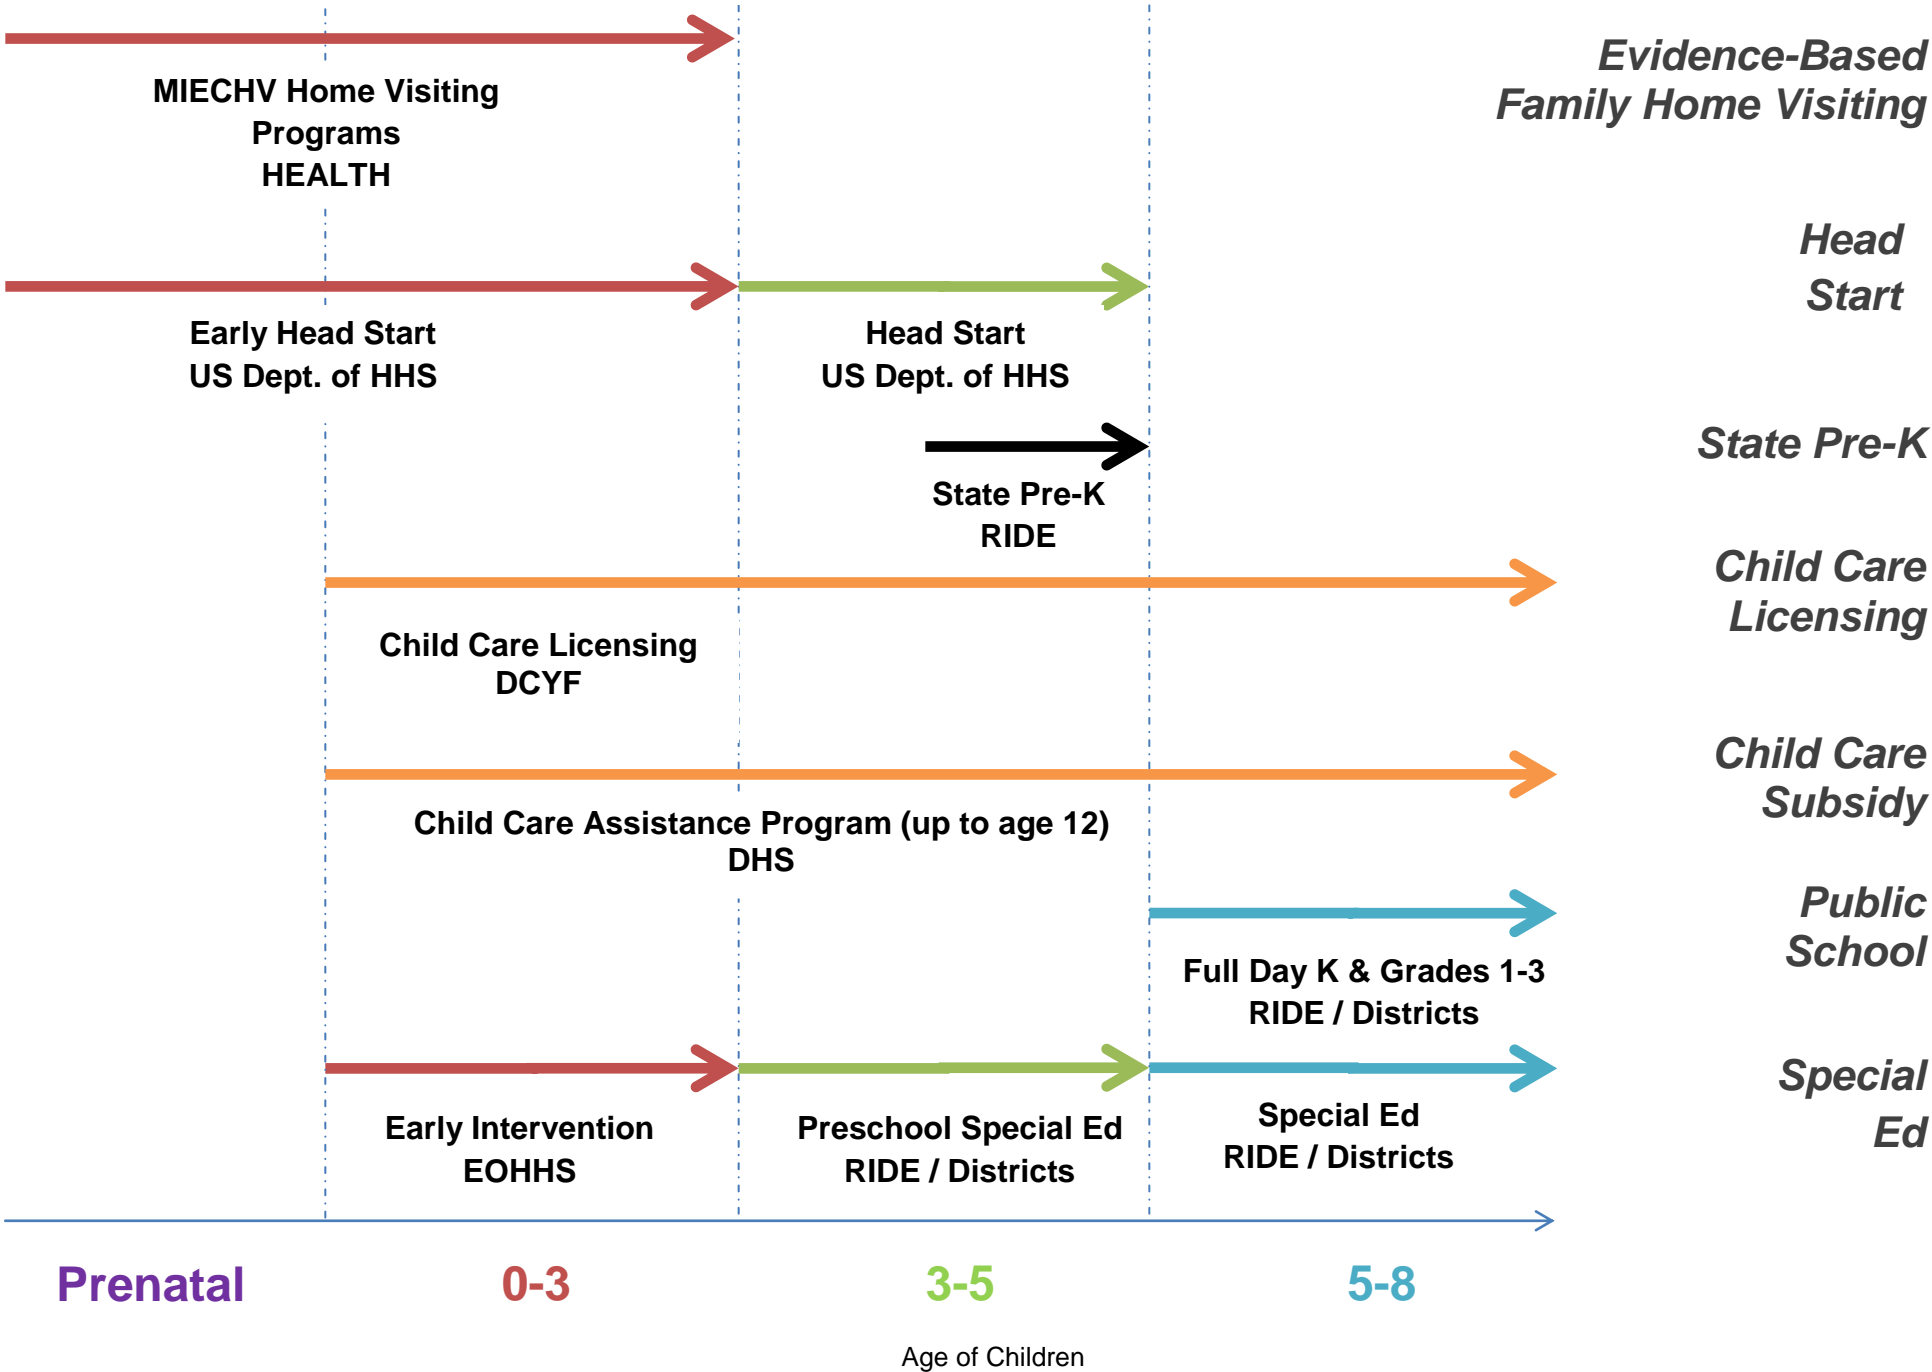 MIECHV Home Visiting
Programs
HEALTH
Evidence-Based
Family Home Visiting
Early Head Start
US Dept. of HHS
Head Start
US Dept. of HHS
Head
Start
State Pre-K
RIDE
State Pre-K
Child Care Licensing
DCYF
Child Care
Licensing
Child Care Assistance Program (up to age 12)
DHS
Child Care
Subsidy
Full Day K & Grades 1-3
RIDE / Districts
Public
School
Early Intervention
EOHHS
Preschool Special Ed
RIDE / Districts
Special Ed
RIDE / Districts
Special
Ed
Prenatal
0-3
3-5
5-8
Age of Children